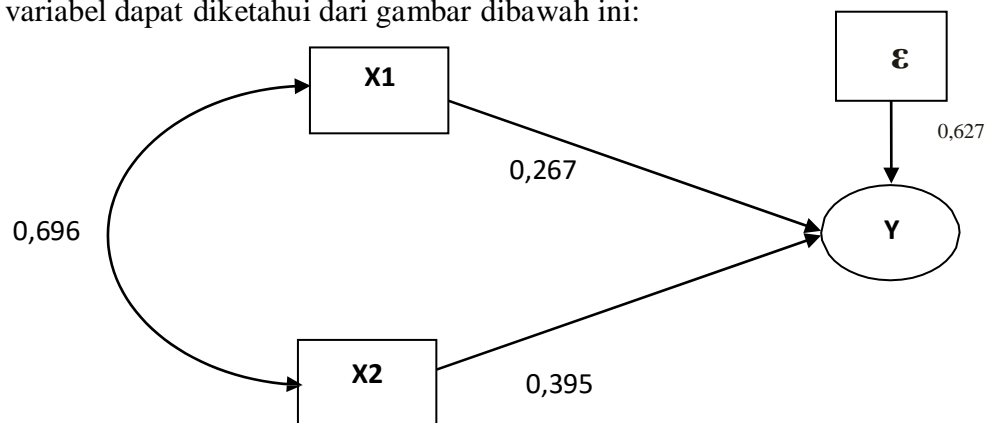 variabel dapat diketahui dari gambar dibawah ini:
X1
ε
0,627
0,267
0,696
Y
X2
0,395